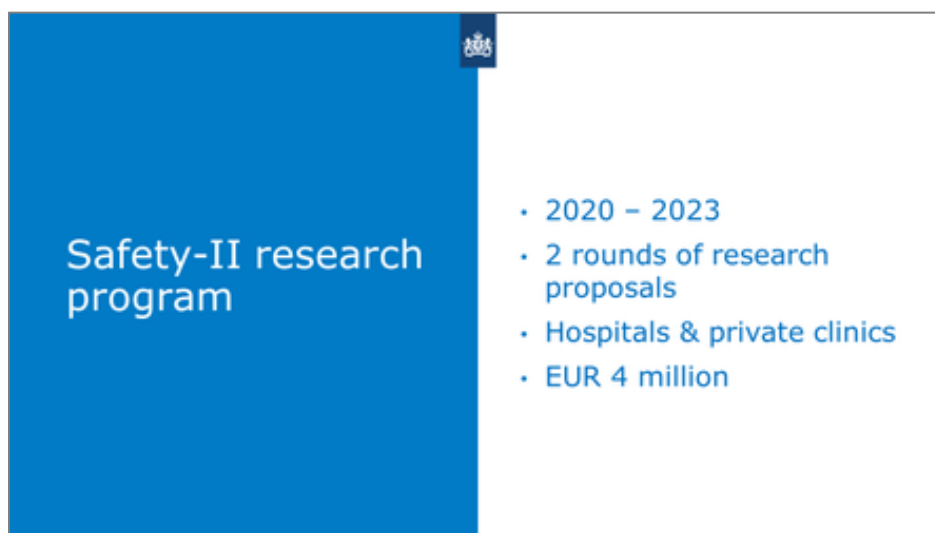 Safety-II research
program
• 2020 – 2023
• 2 rounds of research
proposals
• Hospitals & private clinics
• EUR 4 million